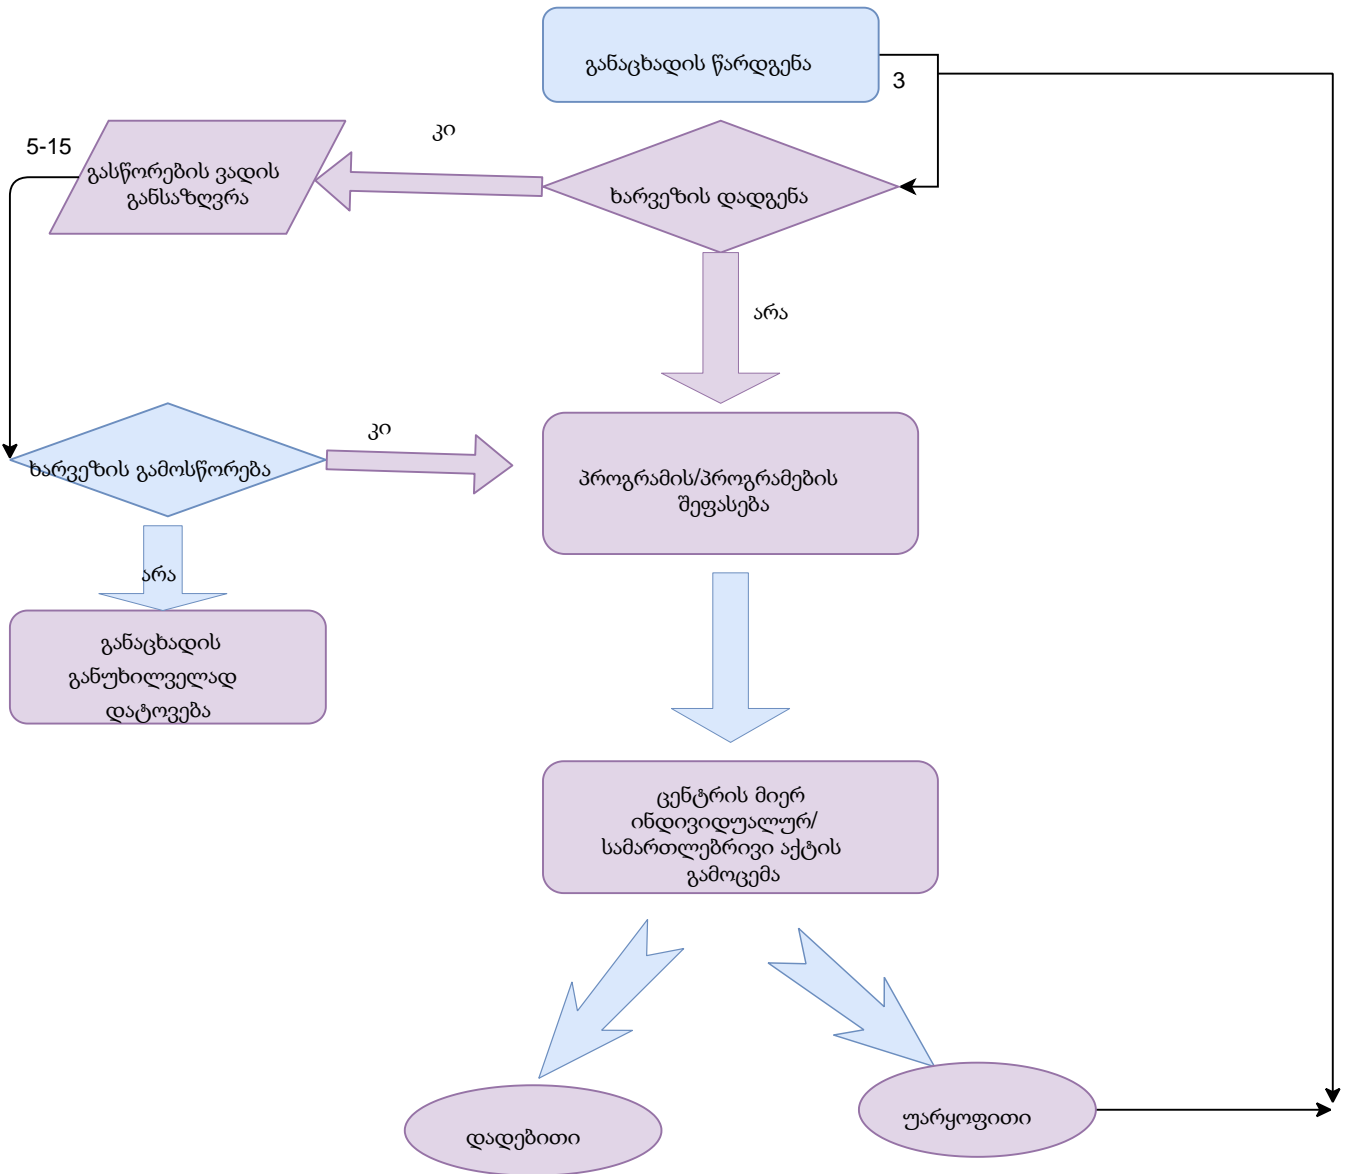 განაცხადის წარდგენა
3
კი
5-15
გასწორების ვადის
განსაზღვრა
ხარვეზის დადგენა
არა
კი
ხარვეზის გამოსწორება
პროგრამის/პროგრამების
შეფასება
არა
განაცხადის
განუხილველად
დატოვება
ცენტრის მიერ
ინდივიდუალურ/
სამართლებრივი აქტის
გამოცემა
დადებითი
უარყოფითი